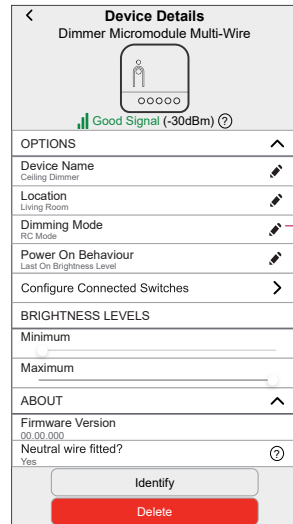 Device Details
Dimmer Micromodule Multi-Wire
Good Signal (-30dBm) ?
OPTIONS
Device Name
Ceiling Dimmer
Location
Living Room
Dimming Mode
RC Mode
Power On Behaviour
Last On Brightness Level
Configure Connected Switches
BRIGHTNESS LEVELS
Minimum
Maximum
ABOUT
Firmware Version
00.00.000
Neutral wire fitted?
Yes
?
Identify
Delete